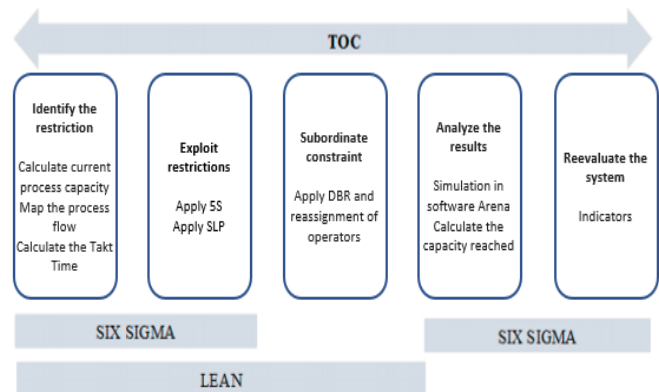 TOC
Identify the
restriction
Calculate current
process capacity
Map the process
flow
Calculate the Takt
Time
Exploit
restrictions
Apply 5S
Apply SLP
Subordinate
constraint
Apply DBR and
reassignment of
operators
Analyze the
results
Simulation in
software Arena
Calculate the
capacity reached
Reevaluate the
system
Indicators
SIX SIGMA
SIX SIGMA
LEAN